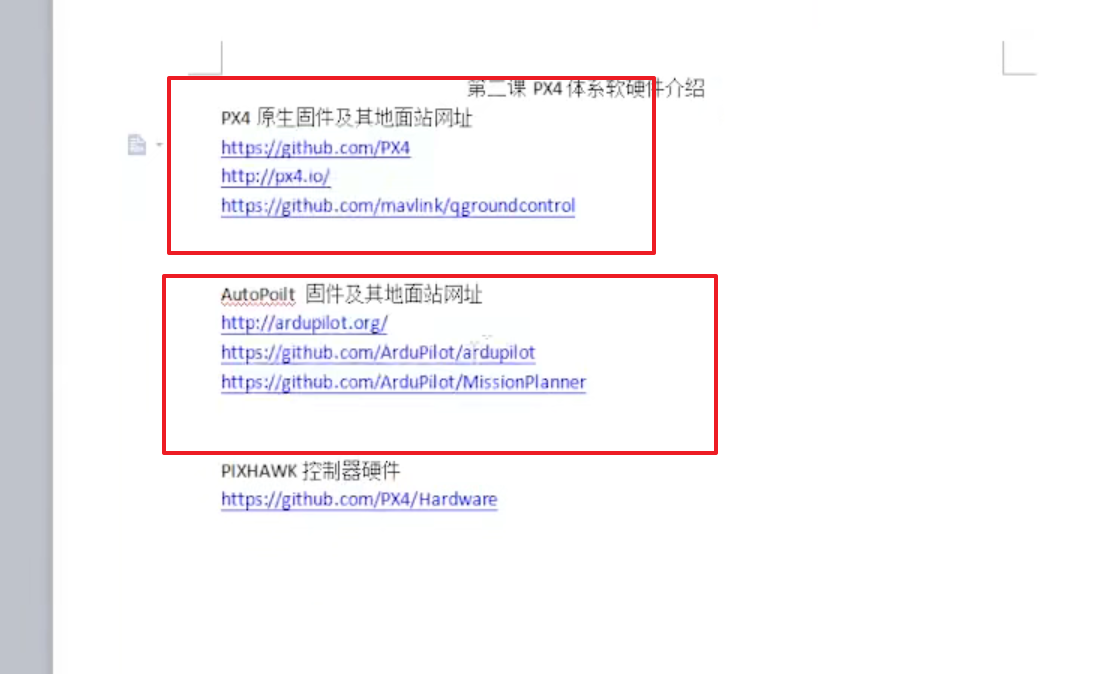 第二课 PX4 体系软硬件介绍
PX4 原生固件及其地面站网址
https://github.com/PX4
http://px4.io/
https://github.com/mavlink/qgroundcontrol
AutoPoilt 固件及其地面站网址
http://ardupilot.org/
https://github.com/ArduPilot/ardupilot
https://github.com/ArduPilot/MissionPlanner
PIXHAWK 控制器硬件
https://github.com/PX4/Hardware